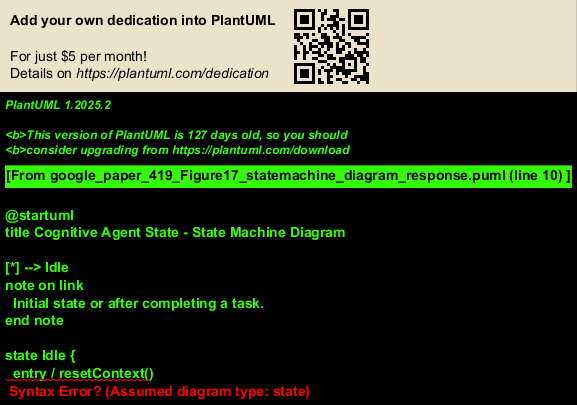 Add your own dedication into PlantUML
For just $5 per month!
Details on https://plantuml.com/dedication
PlantUML 1.2025.2
<b>This version of PlantUML is 127 days old, so you should
<b>consider upgrading from https://plantuml.com/download
[From google_paper_419_Figure17_statemachine_diagram_response.puml (line 10) ]
@startuml
title Cognitive Agent State - State Machine Diagram
[*] --> Idle
note on link
Initial state or after completing a task.
end note
state Idle {
entry / resetContext()
Syntax Error? (Assumed diagram type: state)